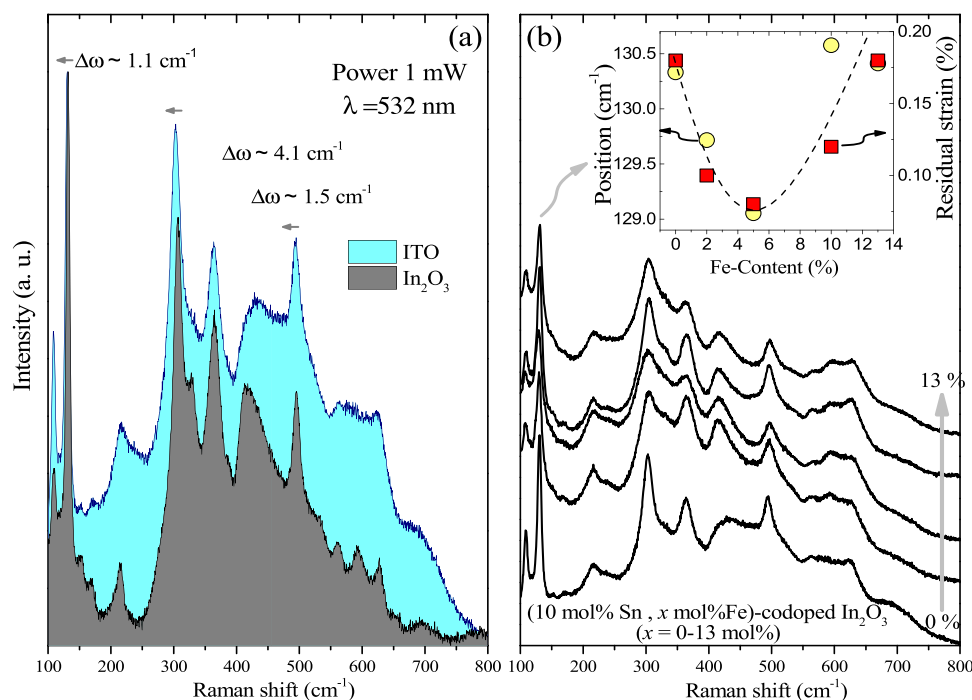 (a)
Δω ~ 1.1 cm⁻¹
Power 1 mW
λ =532 nm
Δω ~ 4.1 cm⁻¹
Δω ~ 1.5 cm⁻¹
ITO
In₂O₃
Intensity (a. u.)
100 200 300 400 500 600 700 800
Raman shift (cm⁻¹)
(b)
130.5
130.0
129.5
129.0
Position (cm⁻¹)
0.20
0.15
0.10
Residual strain (%)
0 2 4 6 8 10 12 14
Fe-Content (%)
13 %
0 %
(10 mol% Sn , x mol%Fe)-codoped In₂O₃
(x = 0-13 mol%)
100 200 300 400 500 600 700 800
Raman shift (cm⁻¹)